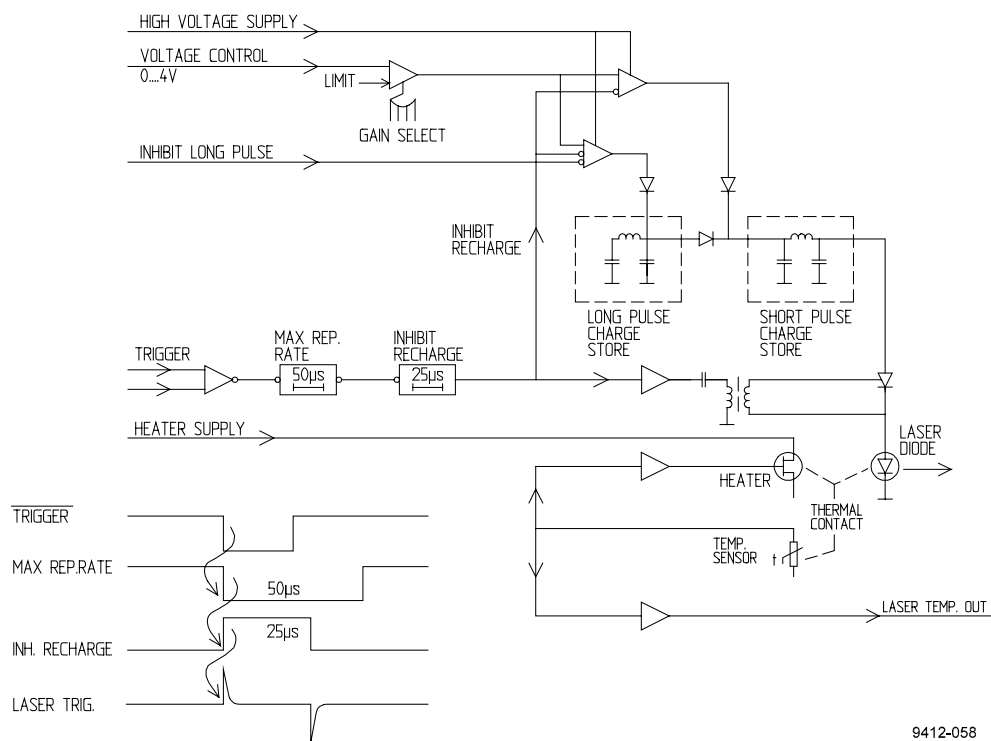 HIGH VOLTAGE SUPPLY
VOLTAGE CONTROL
0....4V
LIMIT
GAIN SELECT
INHIBIT LONG PULSE
INHIBIT
RECHARGE
LONG PULSE
CHARGE
STORE
SHORT PULSE
CHARGE
STORE
TRIGGER
MAX REP.
RATE
50µs
INHIBIT
RECHARGE
25µs
HEATER SUPPLY
HEATER
LASER
DIODE
THERMAL
CONTACT
TEMP.
SENSOR
t
LASER TEMP. OUT
TRIGGER
MAX REP.RATE
50µs
INH. RECHARGE
25µs
LASER TRIG.
9412-058